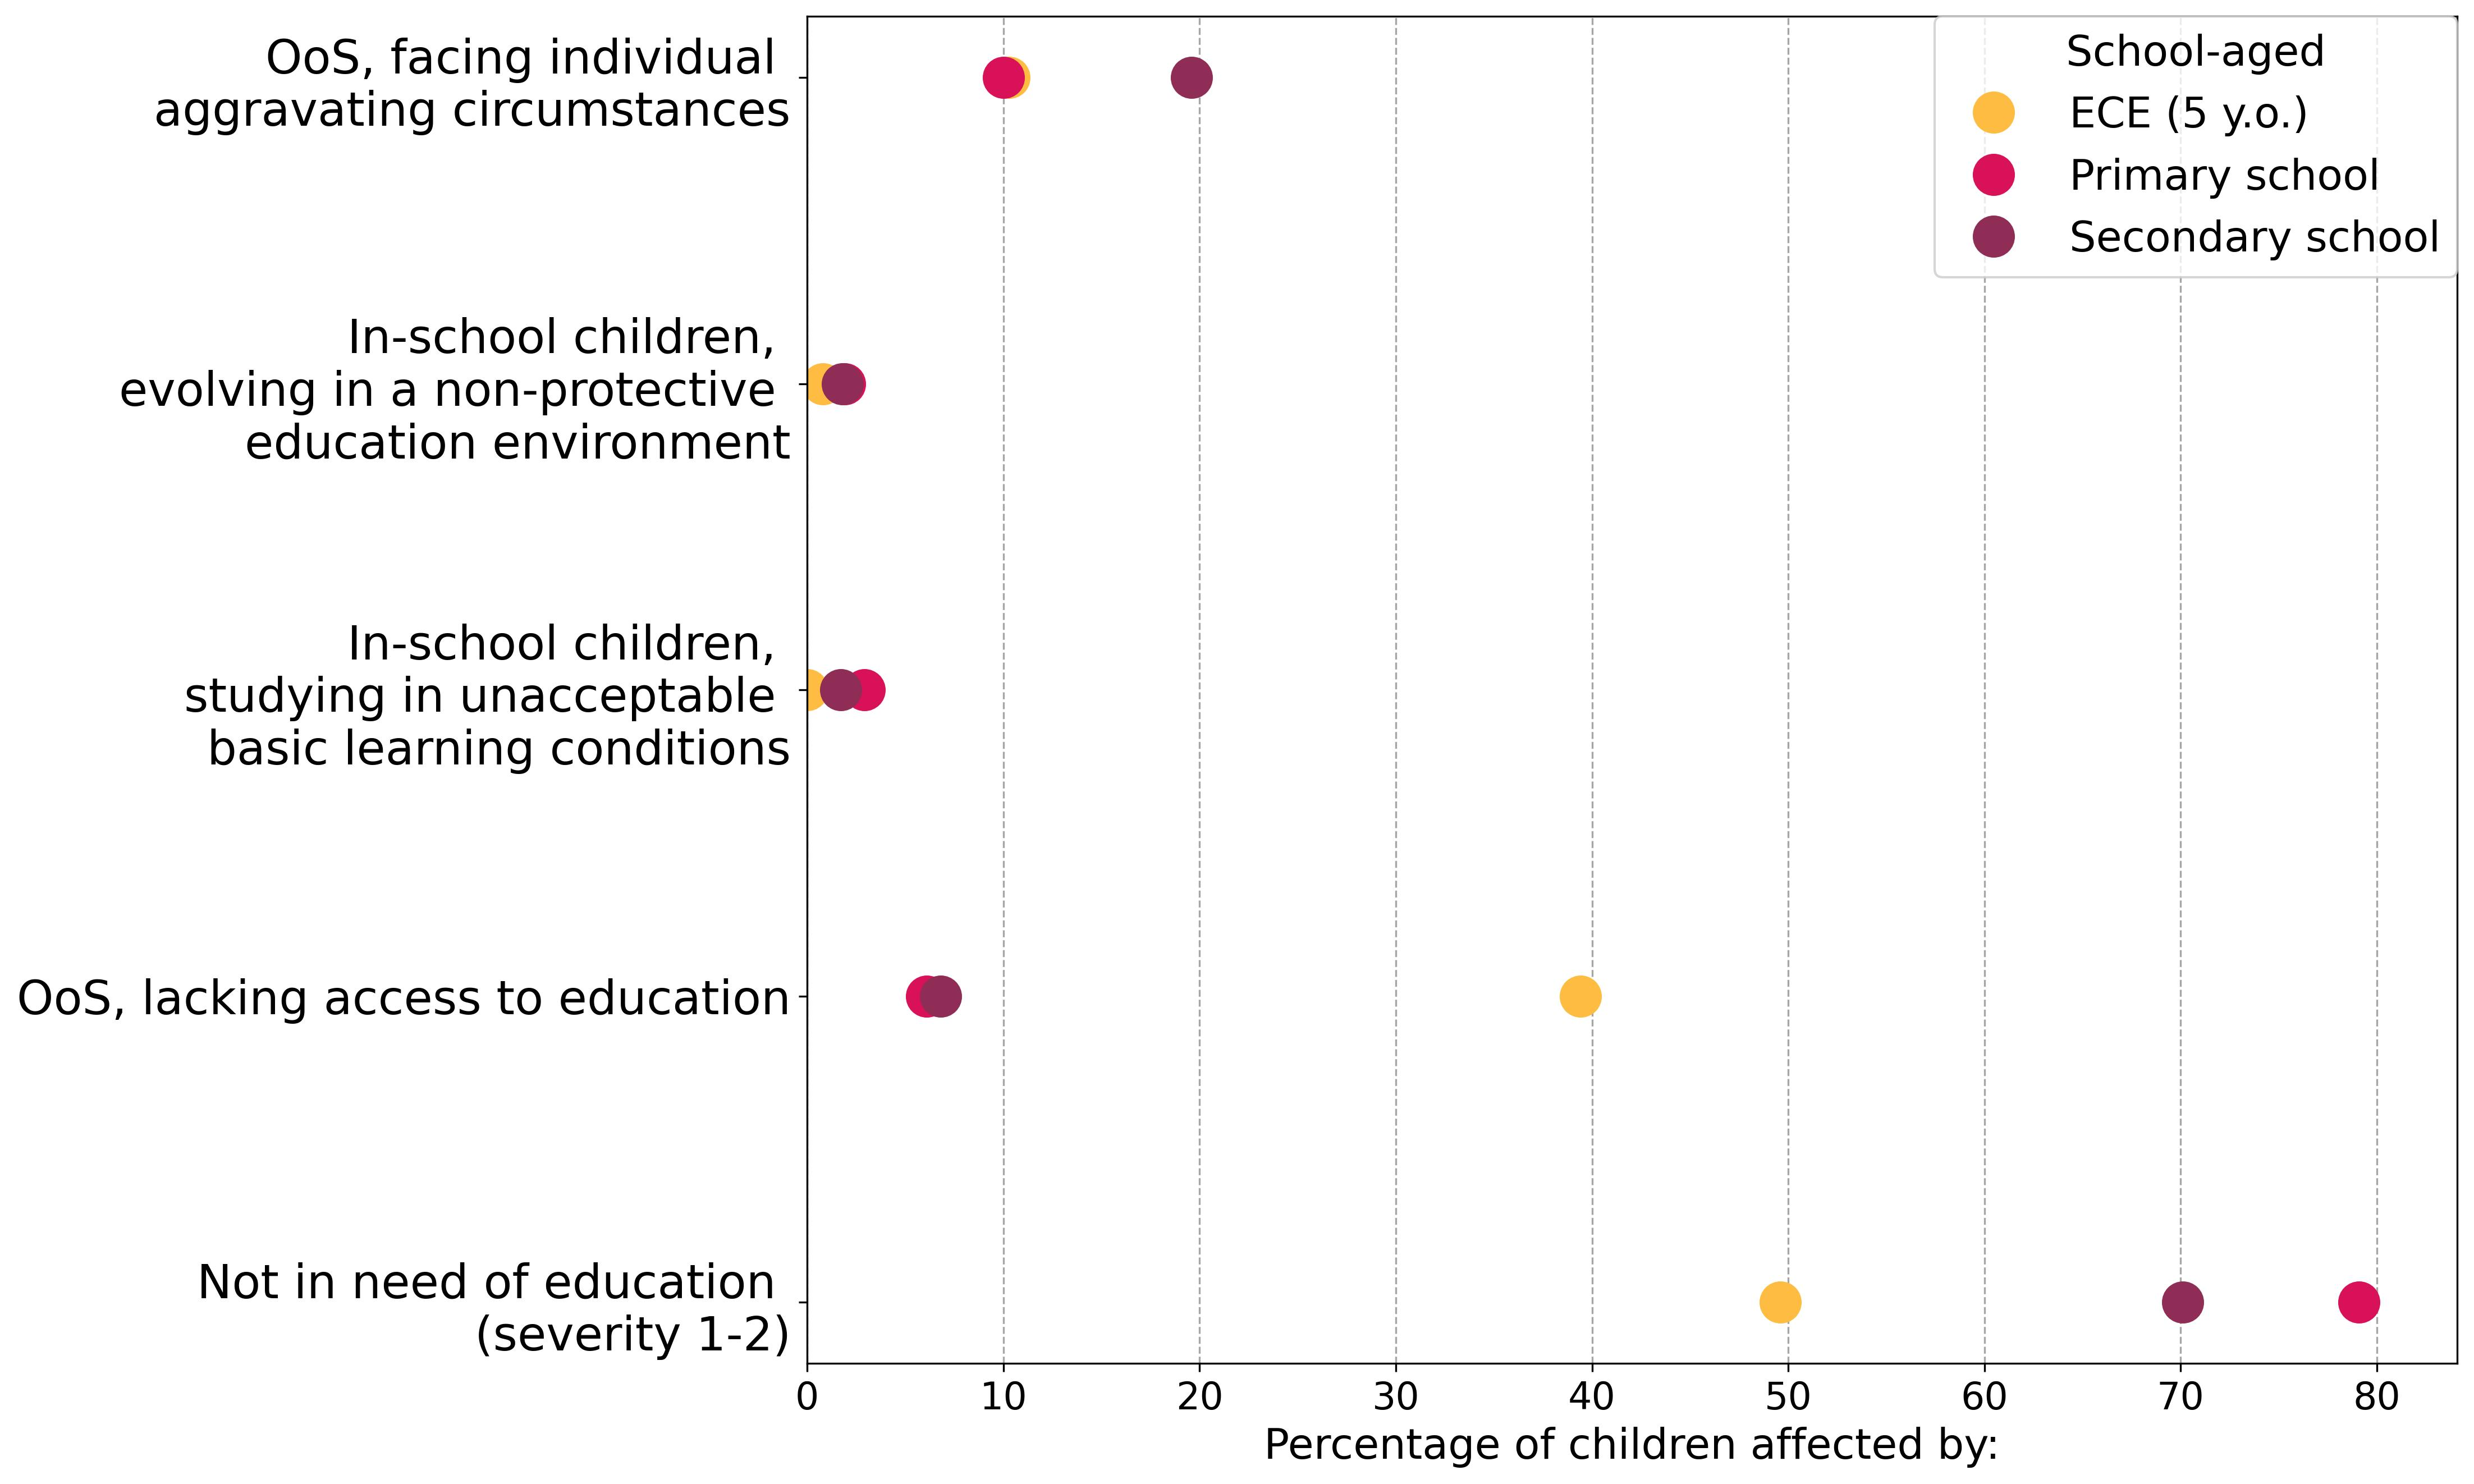 OoS, facing individual
aggravating circumstances
In-school children,
evolving in a non-protective
education environment
In-school children,
studying in unacceptable
basic learning conditions
OoS, lacking access to education
Not in need of education
(severity 1-2)
School-aged
ECE (5 y.o.)
Primary school
Secondary school
0 10 20 30 40 50 60 70 80
Percentage of children affected by: